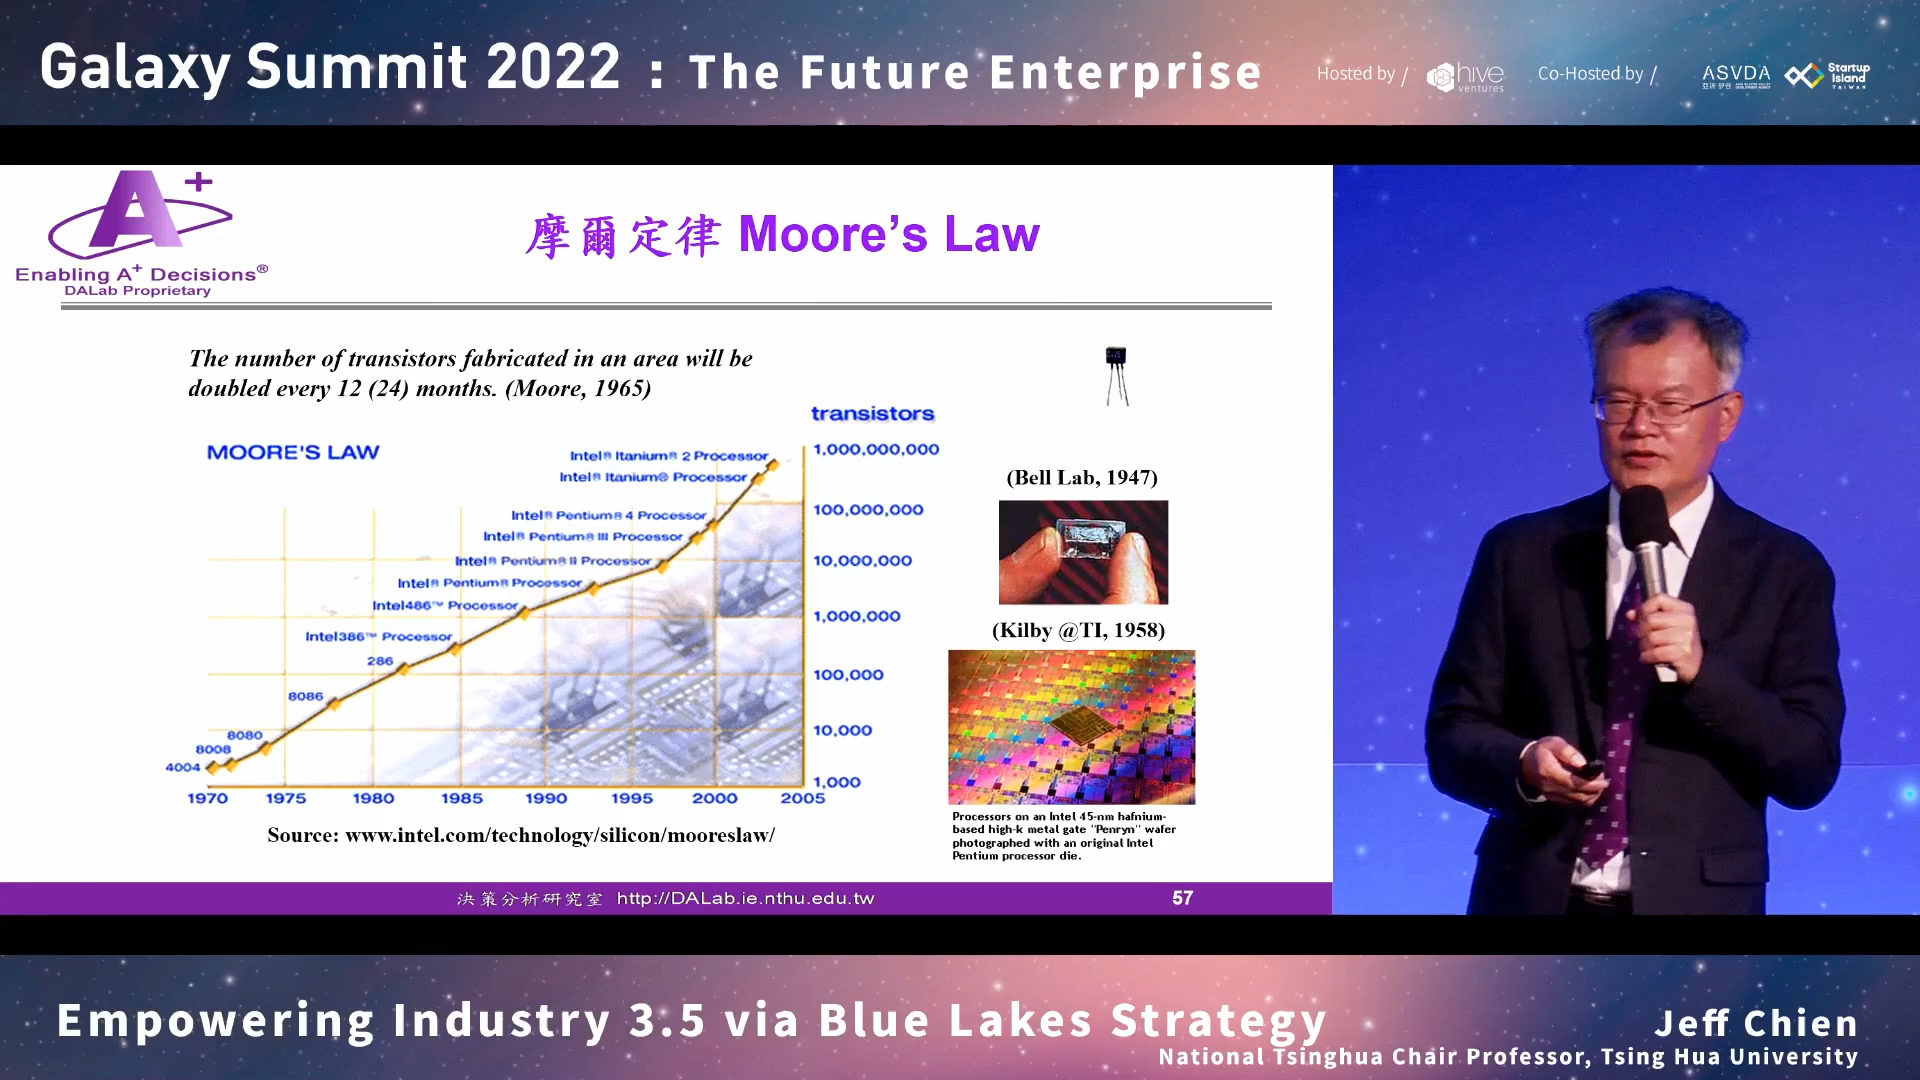 Galaxy Summit 2022 : The Future Enterprise
Hosted by /
hive
ventures
Co-Hosted by /
ASVDA
Startup
Island
TAIWAN
A+
Enabling A+ Decisions®
DALab Proprietary
摩爾定律 Moore's Law
The number of transistors fabricated in an area will be
doubled every 12 (24) months. (Moore, 1965)
transistors
MOORE'S LAW
Intel® Itanium® 2 Processor
Intel® Itanium® Processor
Intel® Pentium® 4 Processor
Intel® Pentium® III Processor
Intel® Pentium® II Processor
Intel® Pentium® Processor
Intel486™ Processor
Intel386™ Processor
286
8086
8080
8008
4004
1,000,000,000
100,000,000
10,000,000
1,000,000
100,000
10,000
1,000
1970 1975 1980 1985 1990 1995 2000 2005
Source: www.intel.com/technology/silicon/mooreslaw/
(Bell Lab, 1947)
(Kilby @TI, 1958)
Processors on an Intel 45-nm hafnium-
based high-k metal gate "Penryn" wafer
photographed with an original Intel
Pentium processor die.
決策分析研究室 http://DALab.ie.nthu.edu.tw
57
Empowering Industry 3.5 via Blue Lakes Strategy
Jeff Chien
National Tsinghua Chair Professor, Tsing Hua University